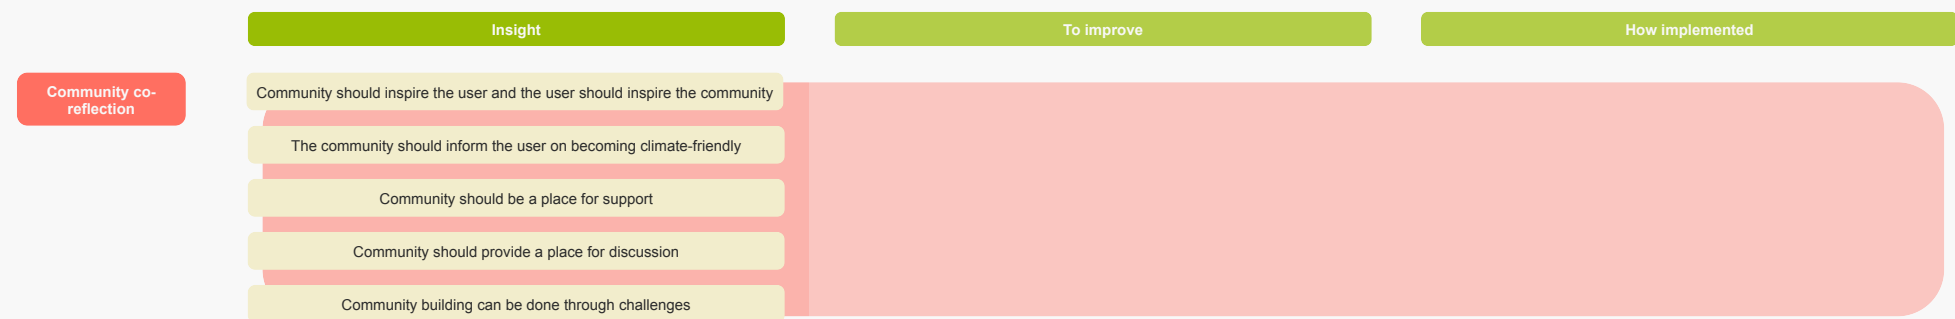 Insight
To improve
How implemented
Community co-
reflection
Community should inspire the user and the user should inspire the community
The community should inform the user on becoming climate-friendly
Community should be a place for support
Community should provide a place for discussion
Community building can be done through challenges